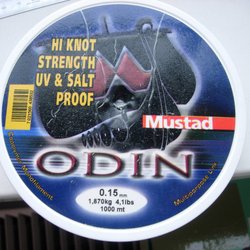 HI KNOT
STRENGTH
UV & SALT
PROOF
Mustad
ODIN
0.15mm
1,870kg 4,1lbs
1000 mt